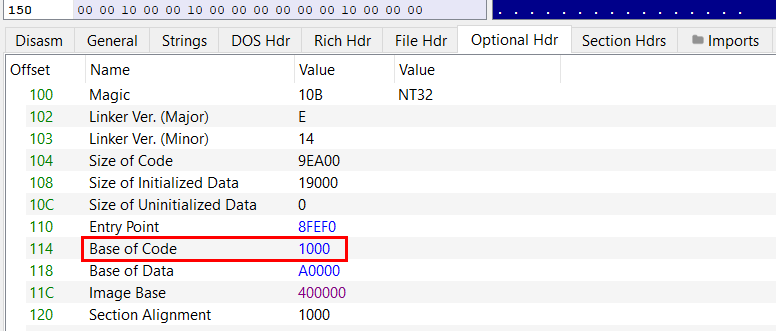 150 00 00 10 00 00 10 00 00 00 00 00 10 00 00 00 . . . . . . . . . . . . . . . .
Disasm General Strings DOS Hdr Rich Hdr File Hdr Optional Hdr Section Hdrs Imports
Offset Name Value Value
100 Magic 10B NT32
102 Linker Ver. (Major) E
103 Linker Ver. (Minor) 14
104 Size of Code 9EA00
108 Size of Initialized Data 19000
10C Size of Uninitialized Data 0
110 Entry Point 8FEF0
114 Base of Code 1000
118 Base of Data A0000
11C Image Base 400000
120 Section Alignment 1000